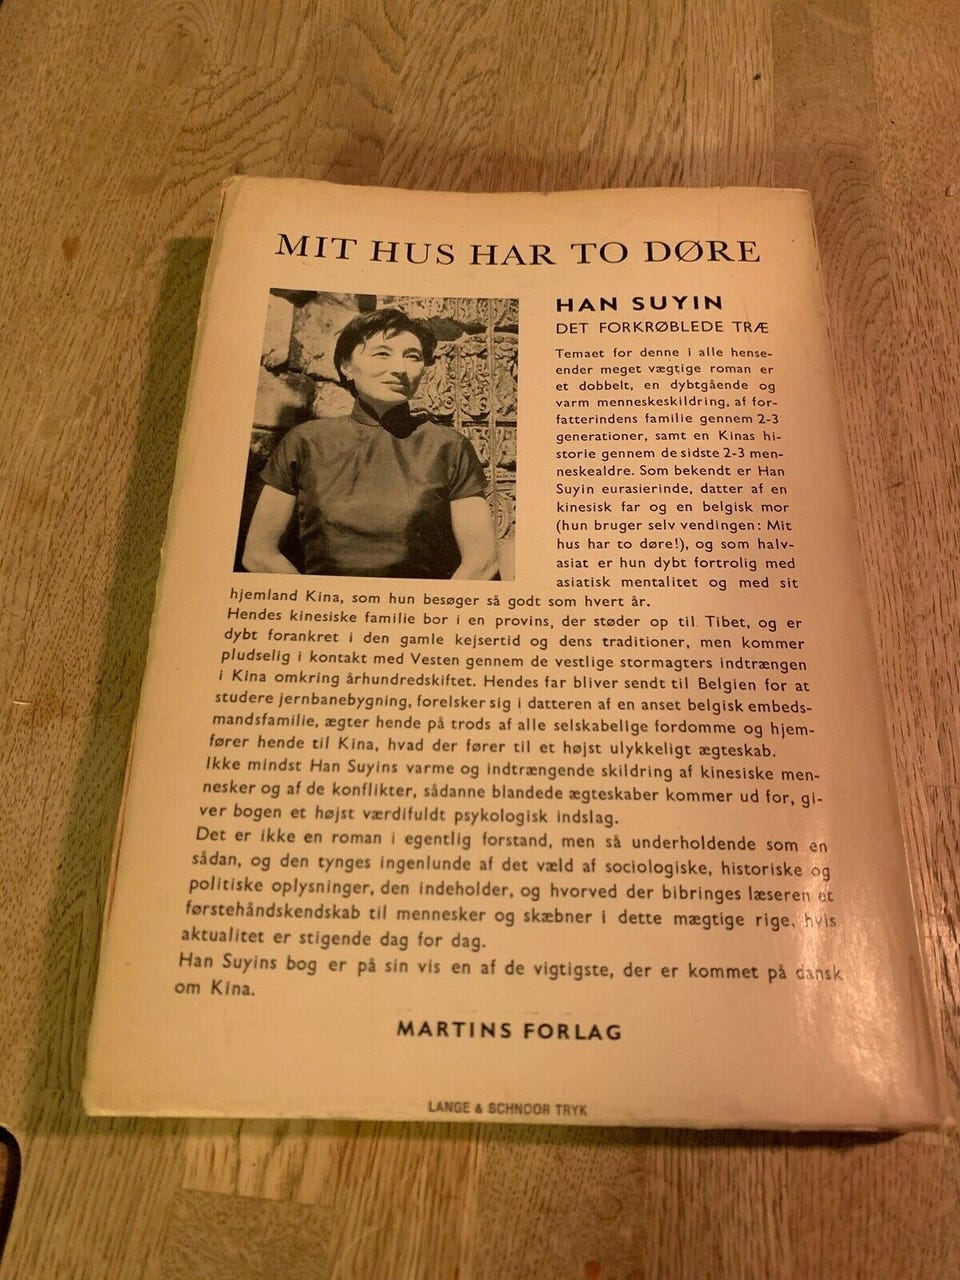 MIT HUS HAR TO DØRE
HAN SUYIN
DET FORKRØBLEDE TRÆ
Temaet for denne i alle hense-
ender meget vægtige roman er
et dobbelt, en dybtgående og
varm menneskeskildring, af for-
fatterindens familie gennem 2-3
generationer, samt en Kinas hi-
storie gennem de sidste 2-3 men-
neskealdre. Som bekendt er Han
Suyin eurasierinde, datter af en
kinesisk far og en belgisk mor
(hun bruger selv vendingen: Mit
hus har to døre!), og som halv-
asiat er hun dybt fortrolig med
asiatisk mentalitet og med sit
hjemland Kina, som hun besøger så godt som hvert år.
Hendes kinesiske familie bor i en provins, der støder op til Tibet, og er
dybt forankret i den gamle kejsertid og dens traditioner, men kommer
pludselig i kontakt med Vesten gennem de vestlige stormagters indtrængen
i Kina omkring århundredskiftet. Hendes far bliver sendt til Belgien for at
studere jernbanebygning, forelsker sig i datteren af en anset belgisk embeds-
mandsfamilie, ægter hende på trods af alle selskabelige fordomme og hjem-
fører hende til Kina, hvad der fører til et højst ulykkeligt ægteskab.
Ikke mindst Han Suyins varme og indtrængende skildring af kinesiske men-
nesker og af de konflikter, sådanne blandede ægteskaber kommer ud for, gi-
ver bogen et højst værdifuldt psykologisk indslag.
Det er ikke en roman i egentlig forstand, men så underholdende som en
sådan, og den tynges ingenlunde af det væld af sociologiske, historiske og
politiske oplysninger, den indeholder, og hvorved der bibringes læseren et
førstehåndskendskab til mennesker og skæbner i dette mægtige rige, hvis
aktualitet er stigende dag for dag.
Han Suyins bog er på sin vis en af de vigtigste, der er kommet på dansk
om Kina.
MARTINS FORLAG
LANGE & SCHNOOR TRYK